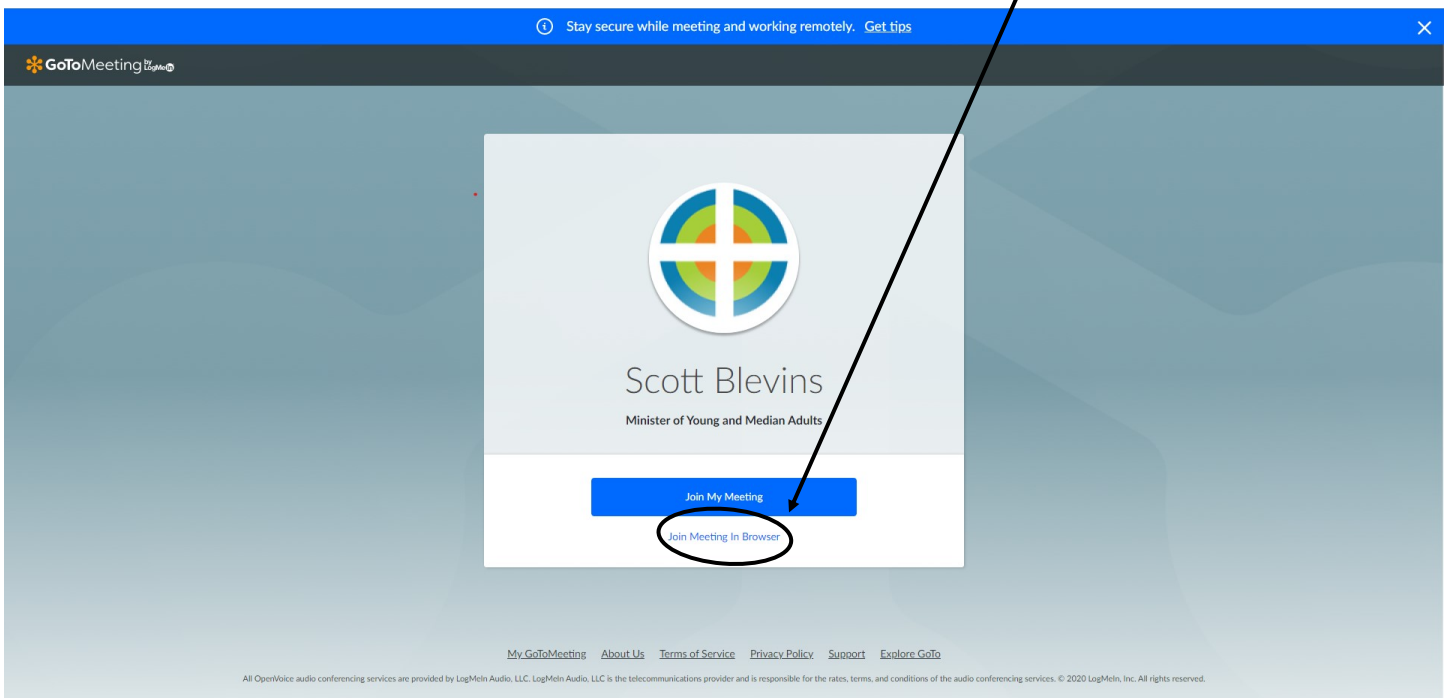 Stay secure while meeting and working remotely. Get tips
GoToMeeting by LogMeIn
Scott Blevins
Minister of Young and Median Adults
Join My Meeting
Join Meeting In Browser
My GoToMeeting About Us Terms of Service Privacy Policy Support Explore GoTo
All OpenVoice audio conferencing services are provided by LogMeIn Audio, LLC. LogMeIn Audio, LLC is the telecommunications provider and is responsible for the rates, terms, and conditions of the audio conferencing services. © 2020 LogMeIn, Inc. All rights reserved.